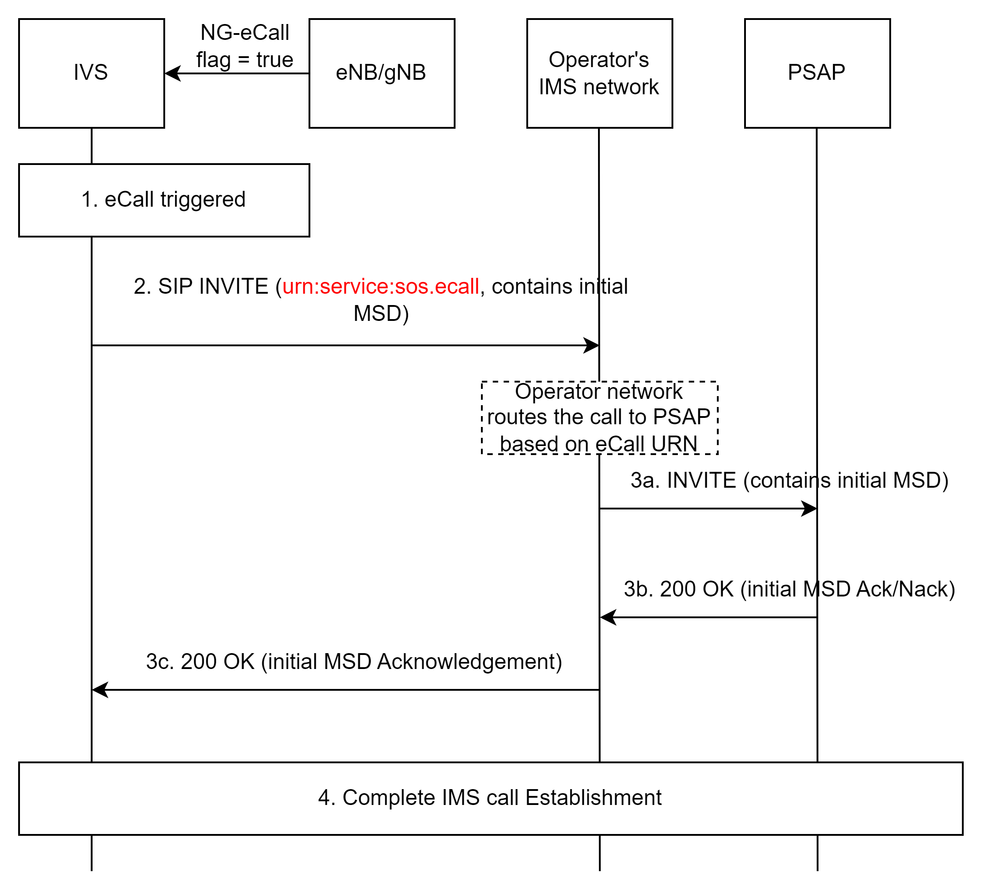 IVS
NG-eCall
flag = true
eNB/gNB
Operator's
IMS network
PSAP
1. eCall triggered
2. SIP INVITE (urn:service:sos.ecall, contains initial
MSD)
Operator network
routes the call to PSAP
based on eCall URN
3a. INVITE (contains initial MSD)
3b. 200 OK (initial MSD Ack/Nack)
3c. 200 OK (initial MSD Acknowledgement)
4. Complete IMS call Establishment